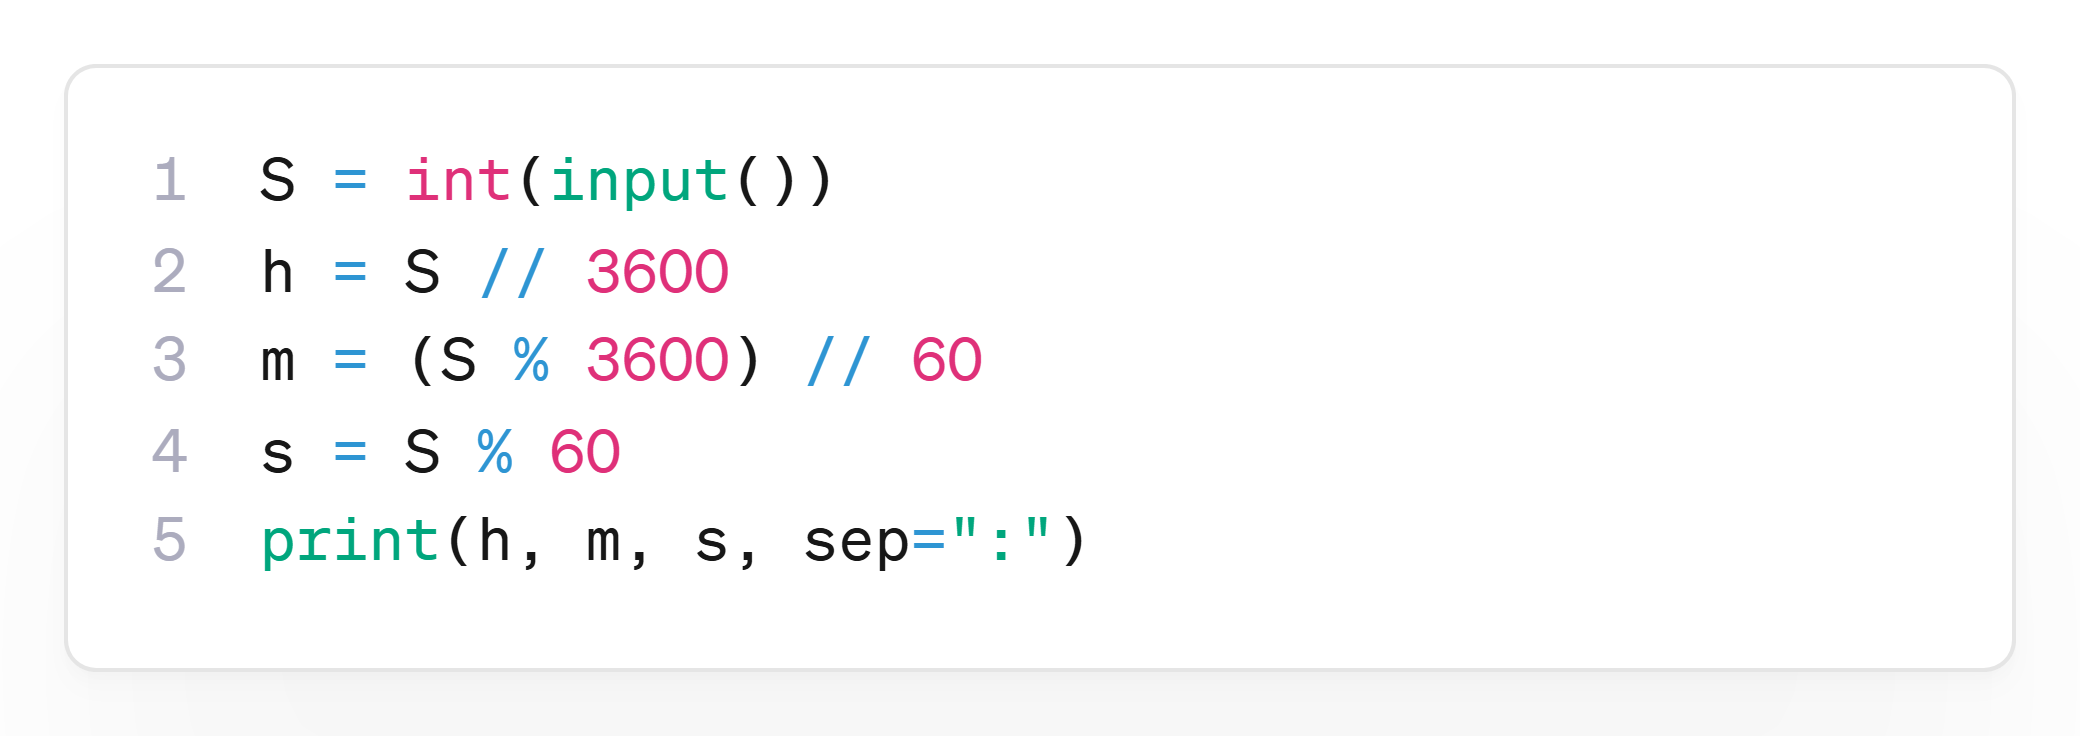 1 S = int(input())
2 h = S // 3600
3 m = (S % 3600) // 60
4 s = S % 60
5 print(h, m, s, sep=":")